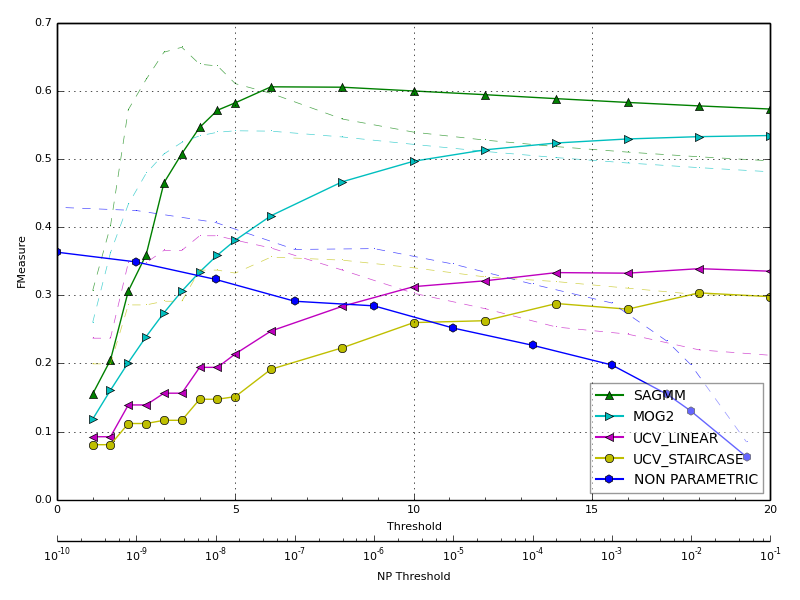 0.7
0.6
0.5
0.4
0.3
0.2
0.1
0.0
FMeasure
0 5 10 15 20
Threshold
SAGMM
MOG2
UCV_LINEAR
UCV_STAIRCASE
NON PARAMETRIC
10^-10 10^-9 10^-8 10^-7 10^-6 10^-5 10^-4 10^-3 10^-2 10^-1
NP Threshold